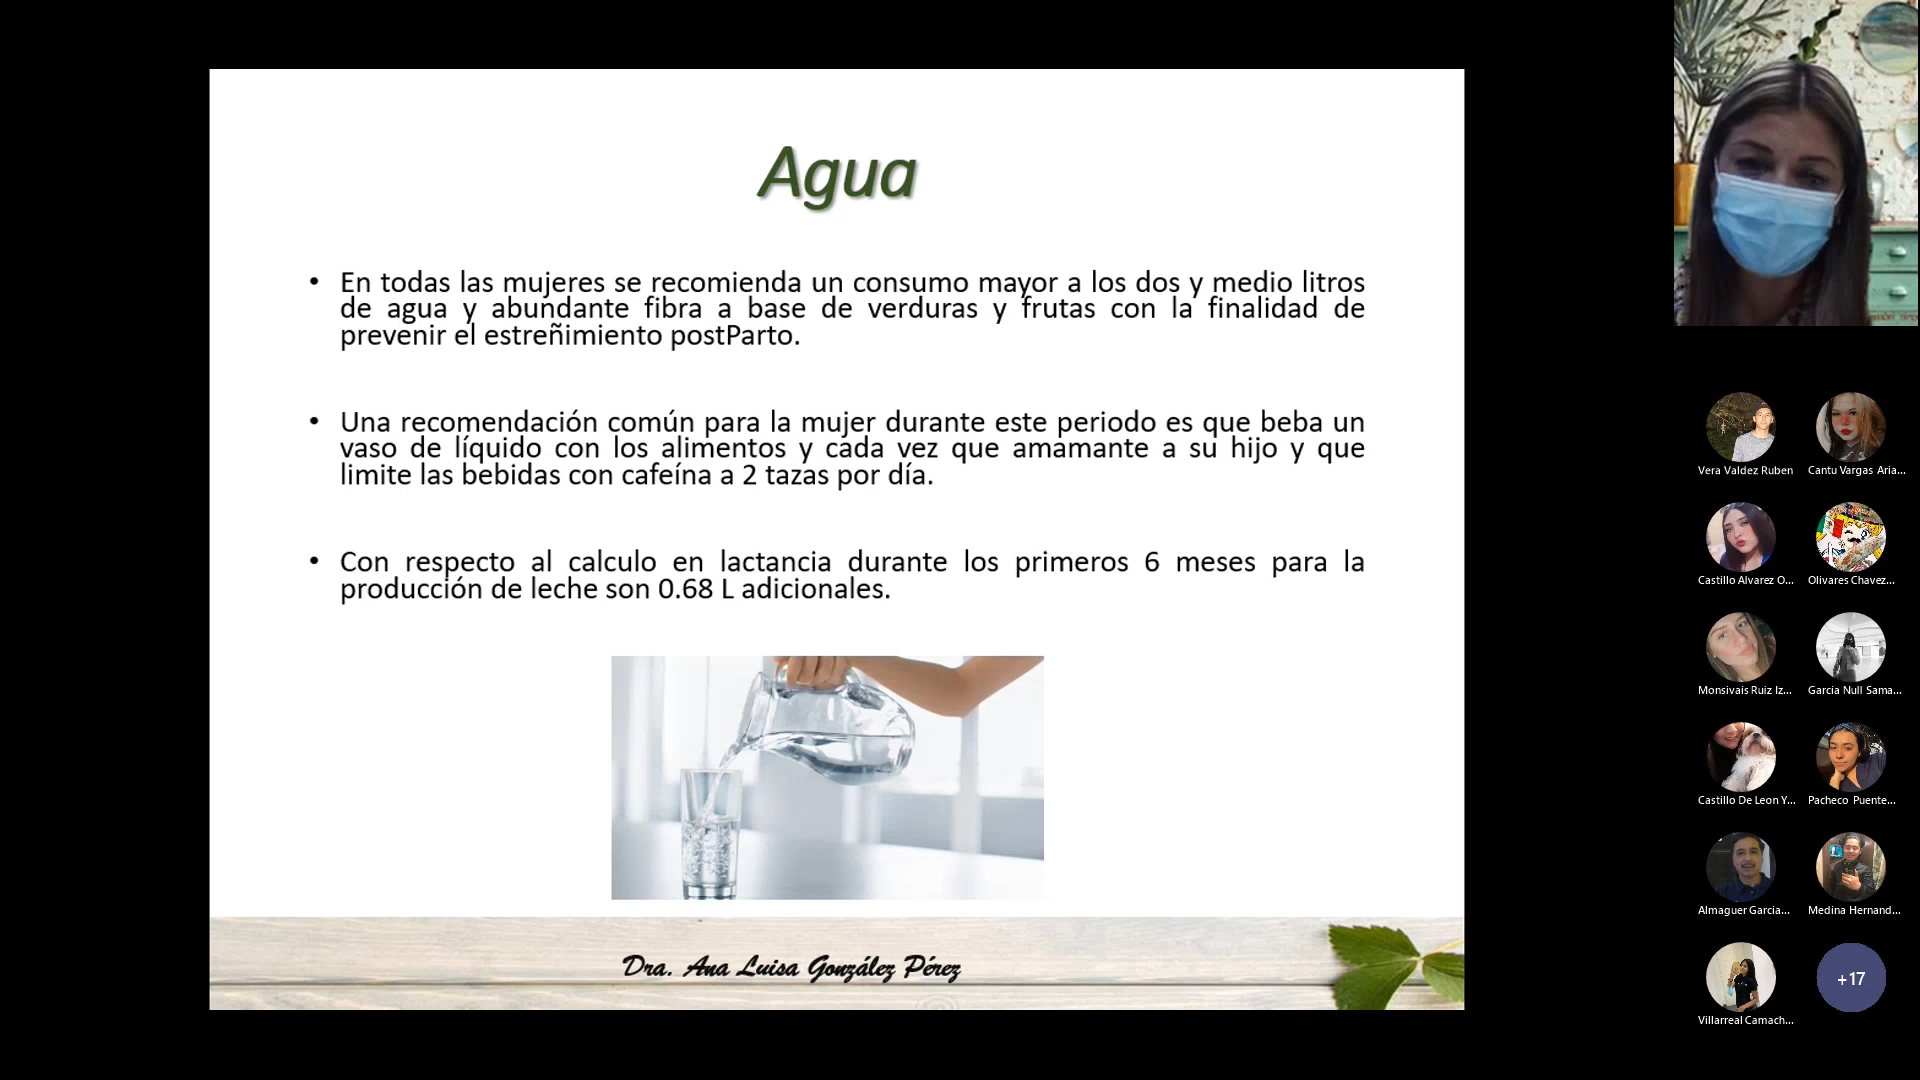 Agua
• En todas las mujeres se recomienda un consumo mayor a los dos y medio litros
de agua y abundante fibra a base de verduras y frutas con la finalidad de
prevenir el estreñimiento postParto.
• Una recomendación común para la mujer durante este periodo es que beba un
vaso de líquido con los alimentos y cada vez que amamante a su hijo y que
limite las bebidas con cafeína a 2 tazas por día.
• Con respecto al calculo en lactancia durante los primeros 6 meses para la
producción de leche son 0.68 L adicionales.
Dra. Ana Luisa González Pérez
Vera Valdez Ruben
Cantu Vargas Aria...
Castillo Alvarez O...
Olivares Chavez...
Monsivais Ruiz Iz...
Garcia Null Sama...
Castillo De Leon Y...
Pacheco Puente...
Almaguer Garcia...
Medina Hernand...
Villarreal Camach...
+17